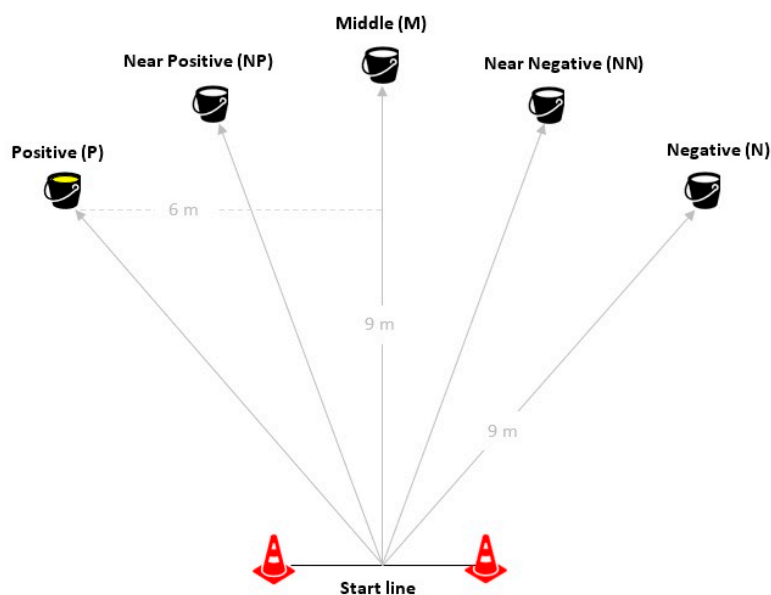 Middle (M)
Near Positive (NP)
Near Negative (NN)
Positive (P)
Negative (N)
6 m
9 m
9 m
Start line